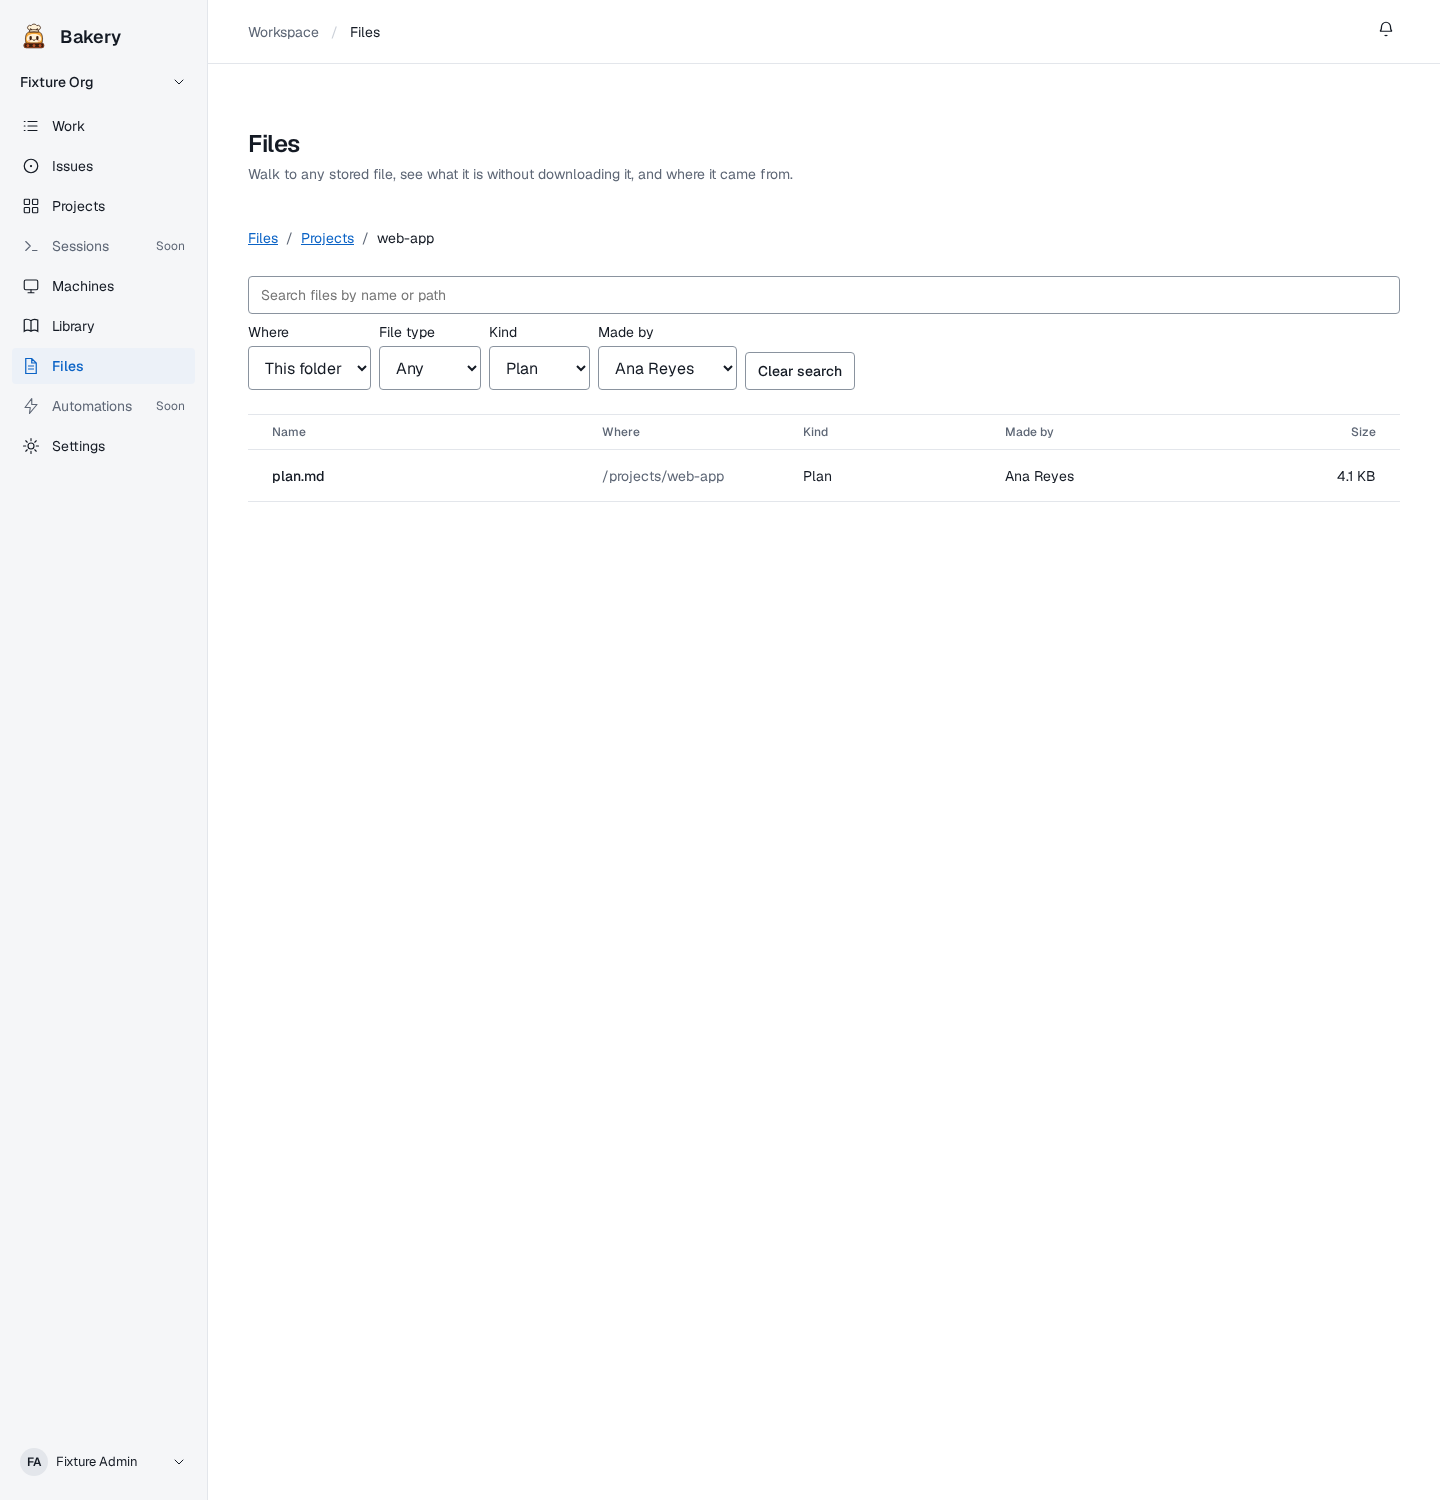 Bakery
Fixture Org
Work
Issues
Projects
Sessions Soon
Machines
Library
Files
Automations Soon
Settings
FA Fixture Admin
Workspace / Files
Files
Walk to any stored file, see what it is without downloading it, and where it came from.
Files / Projects / web-app
Search files by name or path
Where File type Kind Made by
This folder Any Plan Ana Reyes Clear search
Name Where Kind Made by Size
plan.md /projects/web-app Plan Ana Reyes 4.1 KB